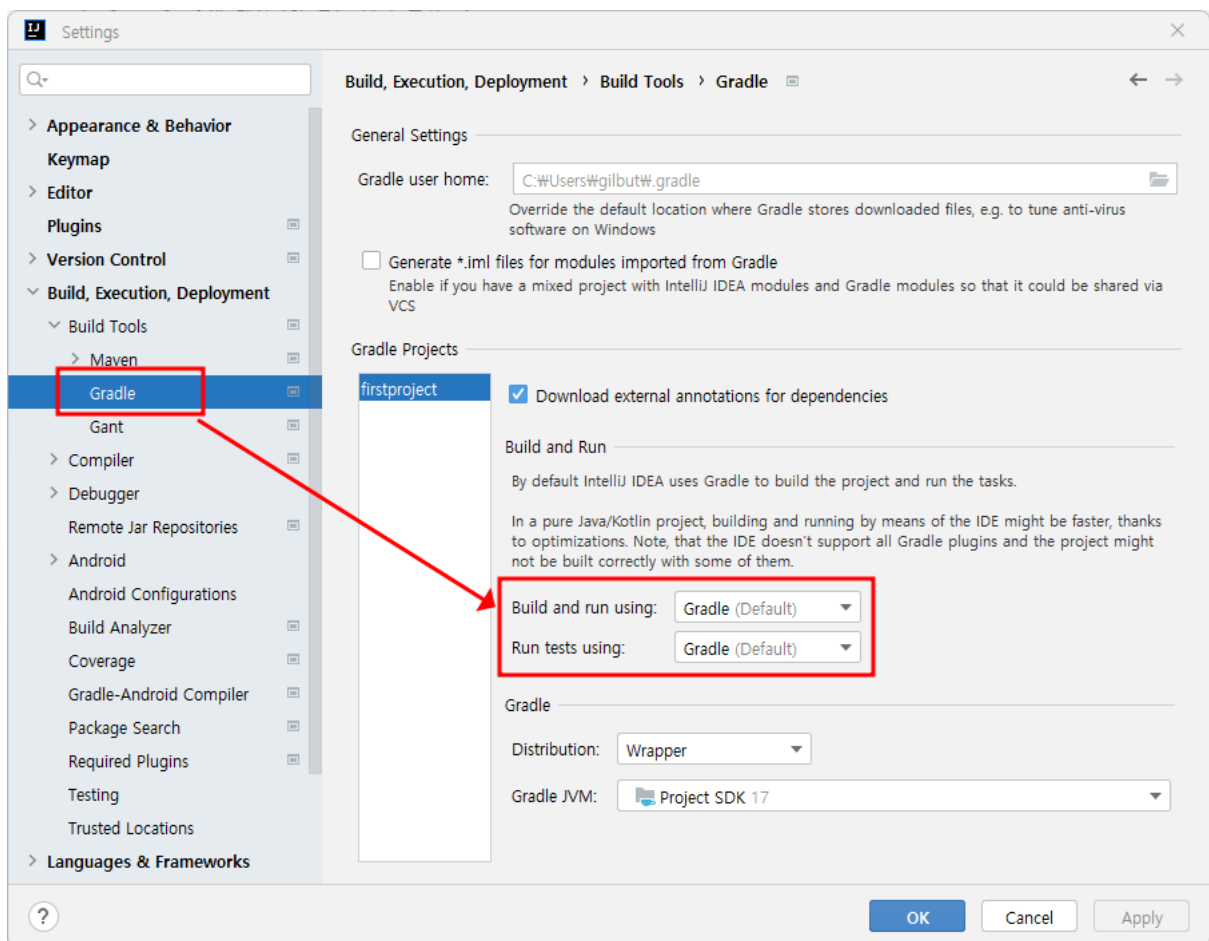 Settings
Build, Execution, Deployment › Build Tools › Gradle
Appearance & Behavior
Keymap
Editor
Plugins
Version Control
Build, Execution, Deployment
Build Tools
Maven
Gradle
Gant
Compiler
Debugger
Remote Jar Repositories
Android
Android Configurations
Build Analyzer
Coverage
Gradle-Android Compiler
Package Search
Required Plugins
Testing
Trusted Locations
Languages & Frameworks
General Settings
Gradle user home:
C:₩Users₩gilbut₩.gradle
Override the default location where Gradle stores downloaded files, e.g. to tune anti-virus
software on Windows
Generate *.iml files for modules imported from Gradle
Enable if you have a mixed project with IntelliJ IDEA modules and Gradle modules so that it could be shared via
VCS
Gradle Projects
firstproject
Download external annotations for dependencies
Build and Run
By default IntelliJ IDEA uses Gradle to build the project and run the tasks.
In a pure Java/Kotlin project, building and running by means of the IDE might be faster, thanks
to optimizations. Note, that the IDE doesn't support all Gradle plugins and the project might
not be built correctly with some of them.
Build and run using: Gradle (Default)
Run tests using: Gradle (Default)
Gradle
Distribution: Wrapper
Gradle JVM: Project SDK 17
?
OK
Cancel
Apply